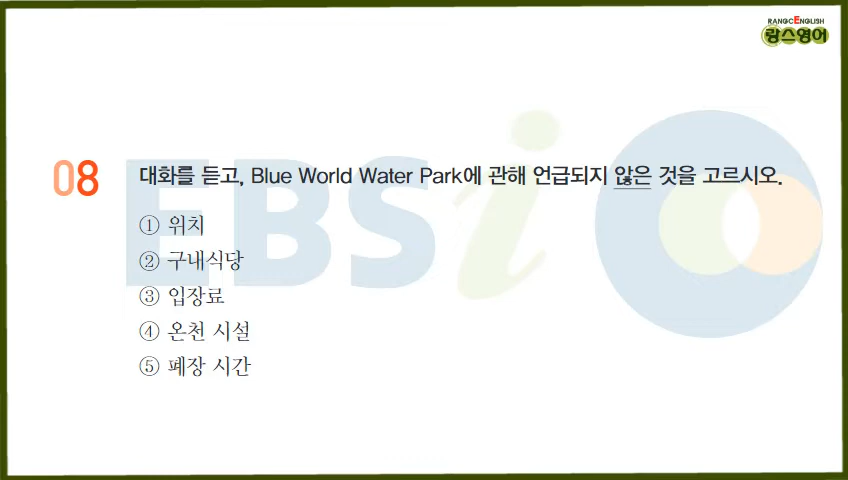 RANGCENGLISH
랑스영어
08
대화를 듣고, Blue World Water Park에 관해 언급되지 않은 것을 고르시오.
① 위치
② 구내식당
③ 입장료
④ 온천 시설
⑤ 폐장 시간
EBSi